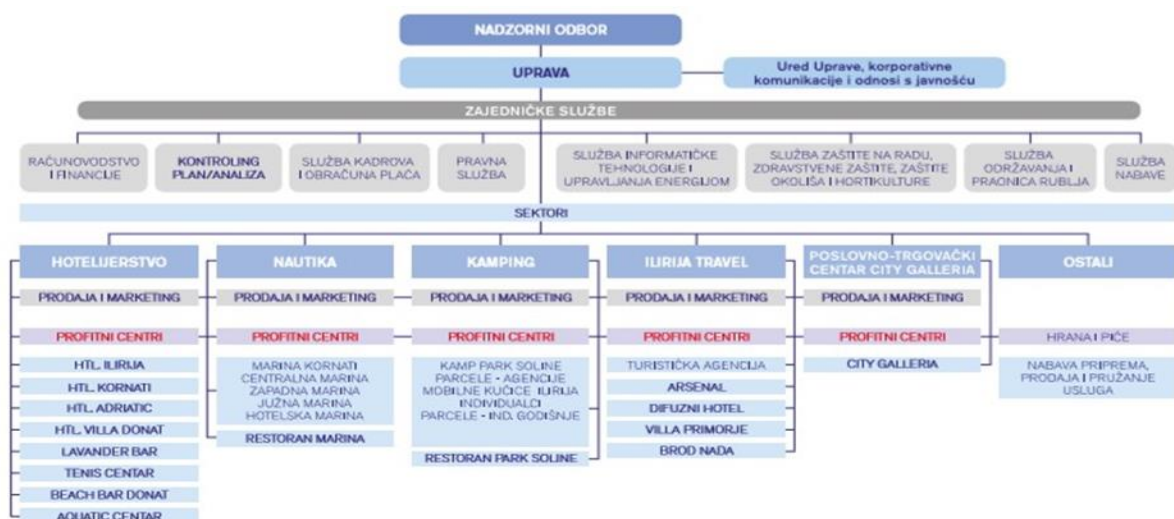 NADZORNI ODBOR
UPRAVA
Ured Uprave, korporativne
komunikacije i odnosi s javnošću
ZAJEDNIČKE SLUŽBE
RAČUNOVODSTVO
I FINANCIJE
KONTROLING
PLAN/ANALIZA
SLUŽBA KADROVA
I OBRAČUNA PLAĆA
PRAVNA
SLUŽBA
SLUŽBA INFORMATIČKE
TEHNOLOGIJE I
UPRAVLJANJA ENERGIJOM
SLUŽBA ZAŠTITE NA RADU,
ZDRAVSTVENE ZAŠTITE, ZAŠTITE
OKOLIŠA I HORTIKULTURE
SLUŽBA
ODRŽAVANJA I
PRAONICA RUBLJA
SLUŽBA
NABAVE
SEKTORI
HOTELIJERSTVO
PRODAJA I MARKETING
PROFITNI CENTRI
HTL. ILIRIJA
HTL. KORNATI
HTL. ADRIATIC
HTL. VILLA DONAT
LAVANDER BAR
TENIS CENTAR
BEACH BAR DONAT
AQUATIC CENTAR
NAUTIKA
PRODAJA I MARKETING
PROFITNI CENTRI
MARINA KORNATI
CENTRALNA MARINA
ZAPADNA MARINA
JUŽNA MARINA
HOTELSKA MARINA
RESTORAN MARINA
KAMPING
PRODAJA I MARKETING
PROFITNI CENTRI
KAMP PARK SOLINE
PARCELE - AGENCIJE
MOBILNE KUĆICE ILIRIJA
INDIVIDUALCI
PARCELE - IND. GODIŠNJE
RESTORAN PARK SOLINE
ILIRIJA TRAVEL
PRODAJA I MARKETING
PROFITNI CENTRI
TURISTIČKA AGENCIJA
ARSENAL
DIFUZNI HOTEL
VILLA PRIMORJE
BROD NADA
POSLOVNO-TRGOVAČKI
CENTAR CITY GALLERIA
PRODAJA I MARKETING
PROFITNI CENTRI
CITY GALLERIA
OSTALI
HRANA I PIĆE
NABAVA PRIPREMA,
PRODAJA I PRUŽANJE
USLUGA